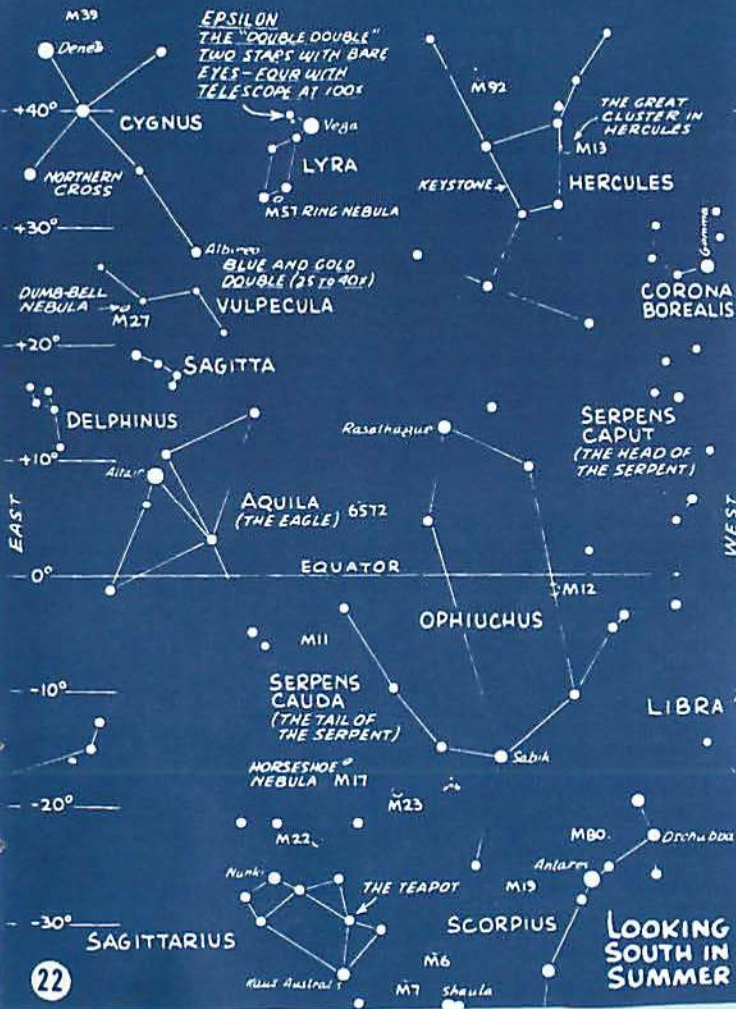 M39
EPSILON
THE "DOUBLE DOUBLE"
TWO STARS WITH BARE
EYES-FOUR WITH
TELESCOPE AT 100X
Deneb
M92
+40°
CYGNUS
THE GREAT
CLUSTER IN
HERCULES
Vega
M13
LYRA
NORTHERN
CROSS
KEYSTONE
HERCULES
M57 RING NEBULA
+30°
Albireo
Gamma
BLUE AND GOLD
DOUBLE (25 TO 40X)
CORONA
BOREALIS
DUMB-BELL
NEBULA
M27
VULPECULA
+20°
SAGITTA
DELPHINUS
Rasalhague
SERPENS
CAPUT
(THE HEAD OF
THE SERPENT)
+10°
Altair
AQUILA
(THE EAGLE)
6572
EAST
WEST
EQUATOR
0°
M12
OPHIUCHUS
M11
-10°
SERPENS
CAUDA
(THE TAIL OF
THE SERPENT)
LIBRA
Sabik
HORSESHOE
NEBULA M17
-20°
M23
M22
M80
Dschubba
Nunki
THE TEAPOT
M19
Antares
-30°
SAGITTARIUS
SCORPIUS
LOOKING
SOUTH IN
SUMMER
M6
22
Kaus Australis
M7
Shaula